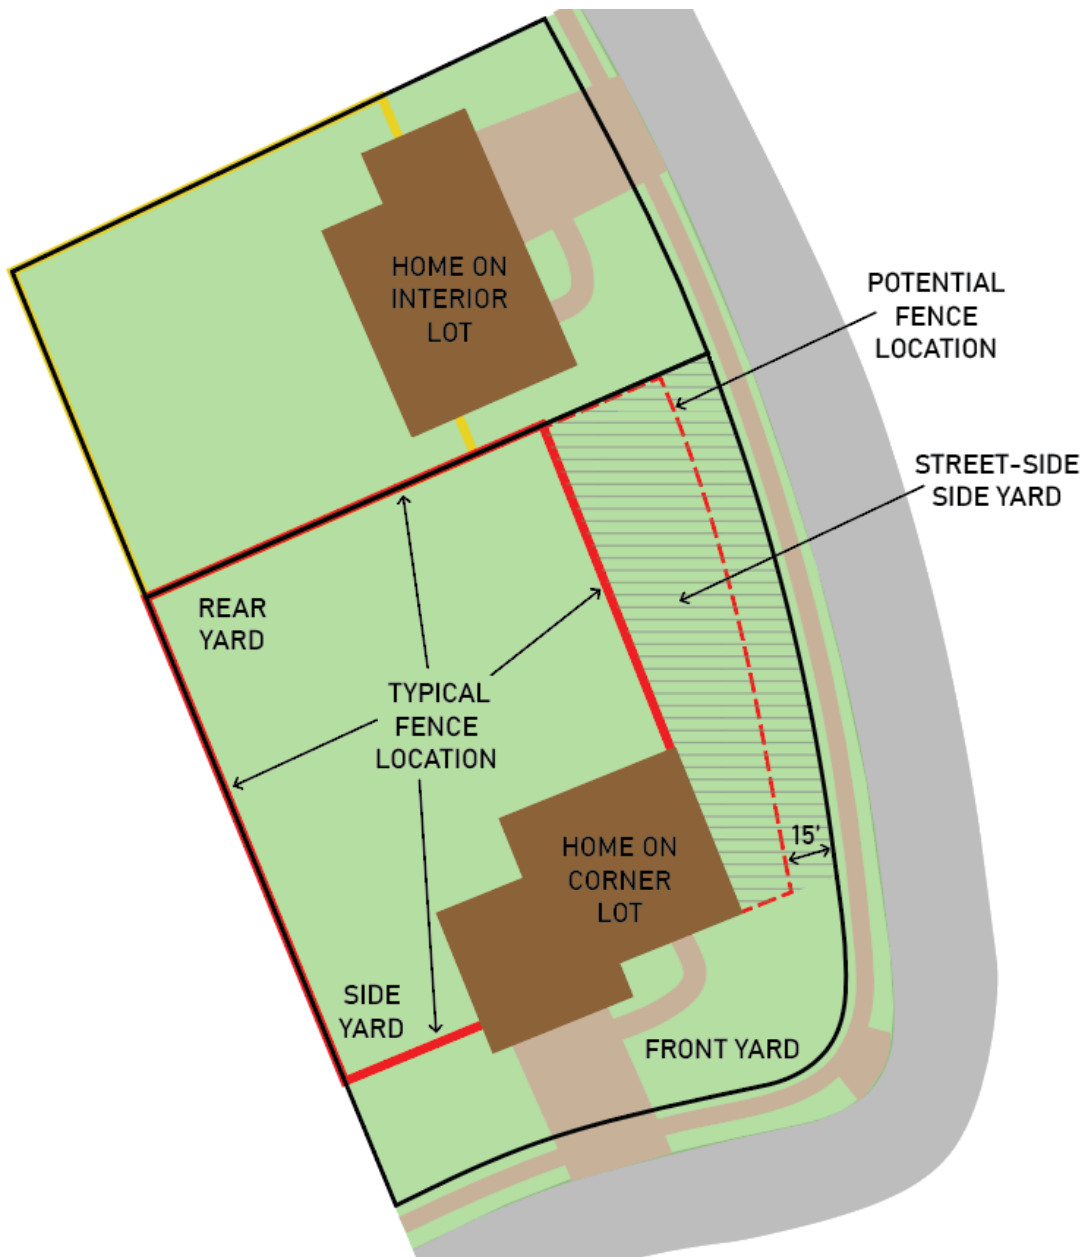 HOME ON
INTERIOR
LOT
POTENTIAL
FENCE
LOCATION
STREET-SIDE
SIDE YARD
REAR
YARD
TYPICAL
FENCE
LOCATION
15'
HOME ON
CORNER
LOT
SIDE
YARD
FRONT YARD